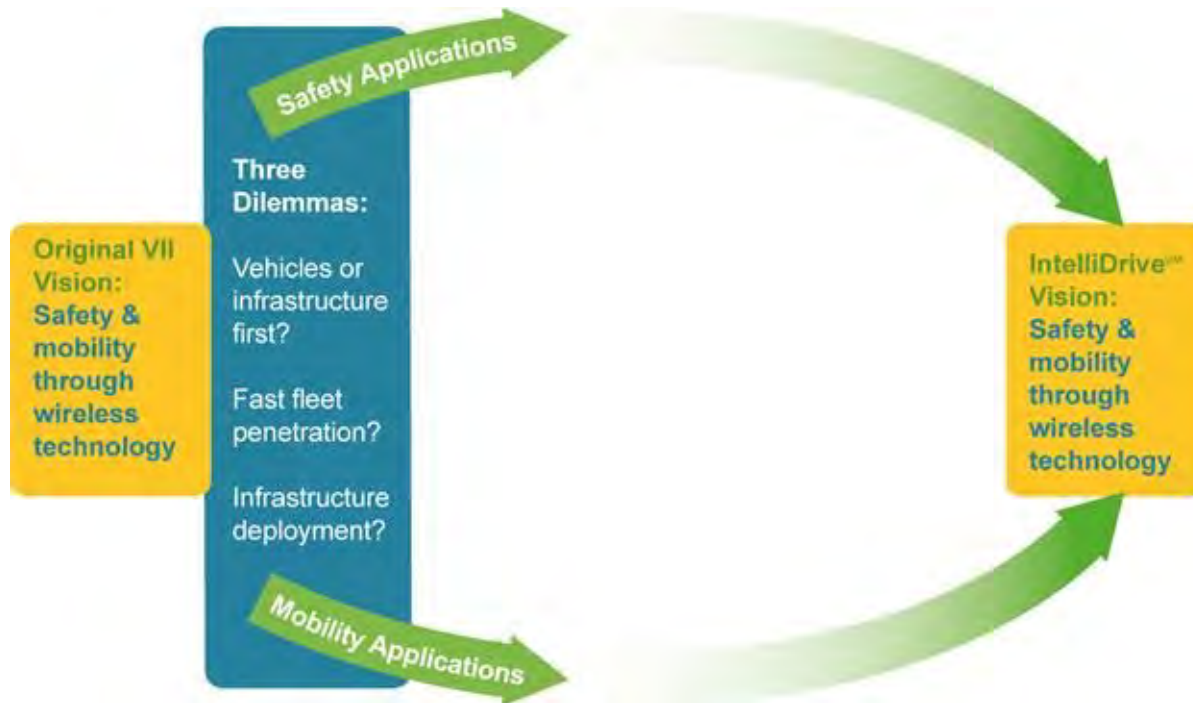 Safety Applications
Three
Dilemmas:
Vehicles or
infrastructure
first?
Fast fleet
penetration?
Infrastructure
deployment?
Mobility Applications
Original VII
Vision:
Safety &
mobility
through
wireless
technology
IntelliDrive℠
Vision:
Safety &
mobility
through
wireless
technology